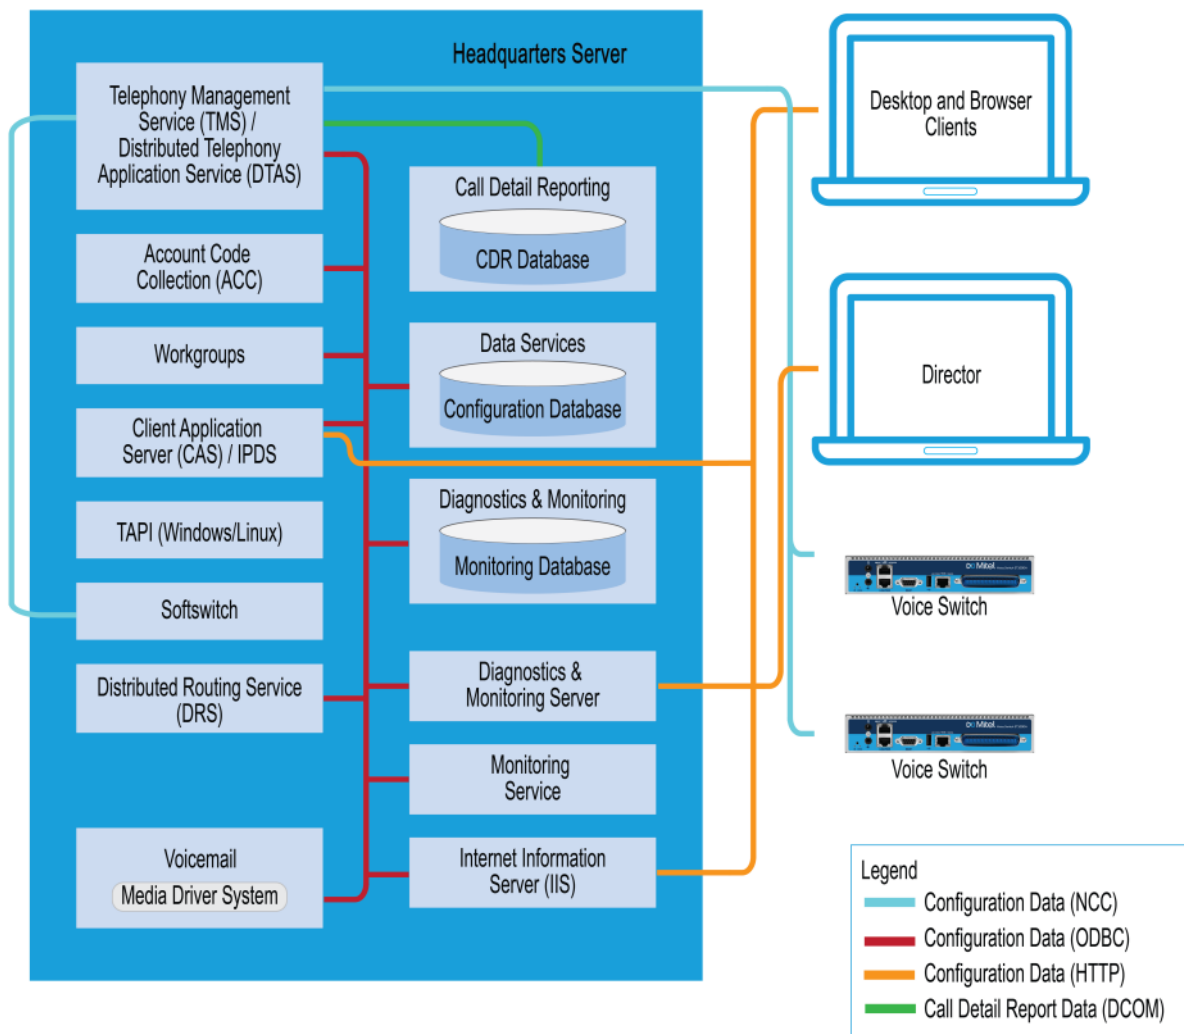 Headquarters Server
Telephony Management
Service (TMS) /
Distributed Telephony
Application Service (DTAS)
Account Code
Collection (ACC)
Workgroups
Client Application
Server (CAS) / IPDS
TAPI (Windows/Linux)
Softswitch
Distributed Routing Service
(DRS)
Voicemail
Media Driver System
Call Detail Reporting
CDR Database
Data Services
Configuration Database
Diagnostics & Monitoring
Monitoring Database
Diagnostics &
Monitoring Server
Monitoring
Service
Internet Information
Server (IIS)
Desktop and Browser
Clients
Director
Mitel
Voice Switch
Mitel
Voice Switch
Legend
Configuration Data (NCC)
Configuration Data (ODBC)
Configuration Data (HTTP)
Call Detail Report Data (DCOM)